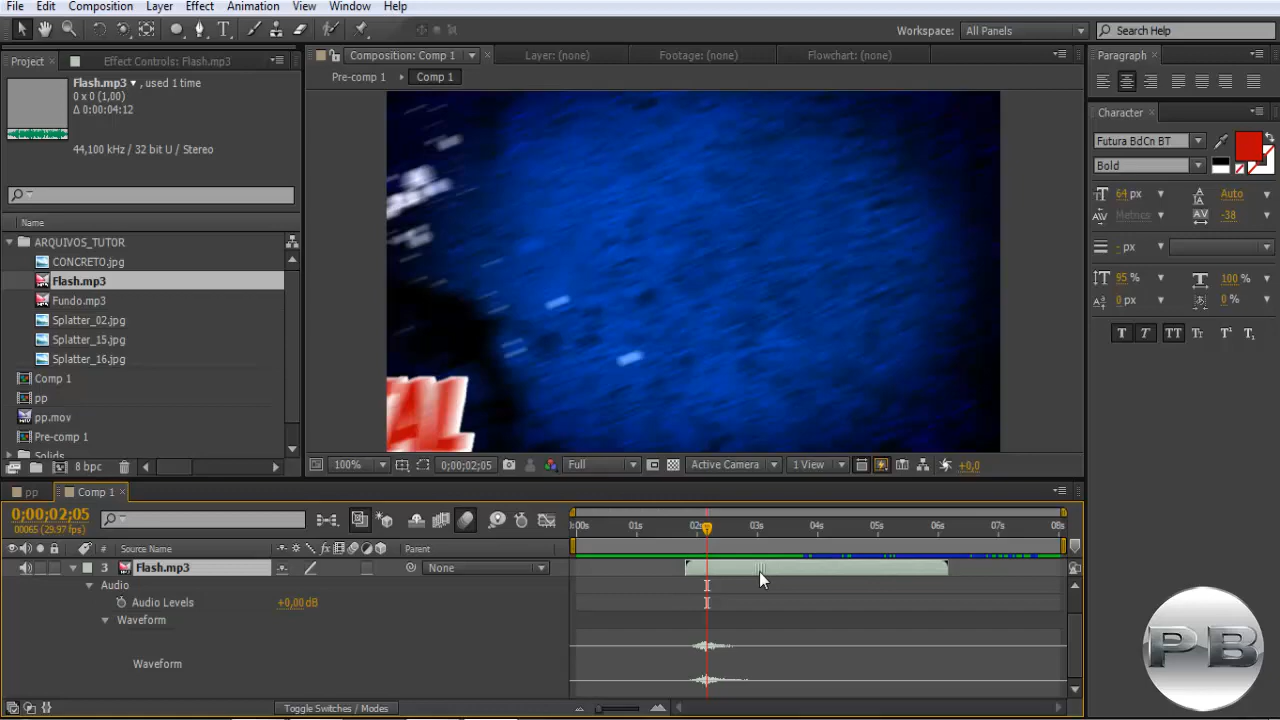 File Edit Composition Layer Effect Animation View Window Help
Workspace: All Panels Search Help
Project Effect Controls: Flash.mp3
Composition: Comp 1 Layer: (none) Footage: (none) Flowchart: (none)
Paragraph
Pre-comp 1 Comp 1
Flash.mp3 , used 1 time
0 x 0 (1,00)
Δ 0:00:04:12
44,100 kHz / 32 bit U / Stereo
Character
Futura BdCn BT
Bold
64 px Auto
Metrics -38
- px
95 % 100 %
0 px 0 %
T T TT Tr T¹ T₁
Name
ARQUIVOS_TUTOR
CONCRETO.jpg
Flash.mp3
Fundo.mp3
Splatter_02.jpg
Splatter_15.jpg
Splatter_16.jpg
Comp 1
pp
pp.mov
Pre-comp 1
Solids
8 bpc
100% 0;00;02;05 Full Active Camera 1 View +0,0
pp Comp 1
0;00;02;05
00065 (29.97 fps)
:00s 01s 02s 03s 04s 05s 06s 07s 08s
# Source Name fx Parent
3 Flash.mp3 None
Audio
Audio Levels +0,00 dB
Waveform
Waveform
Toggle Switches / Modes
PB